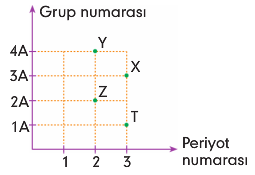 Grup numarası
4A
Y
3A
X
2A
Z
1A
T
1 2 3
Periyot
numarası